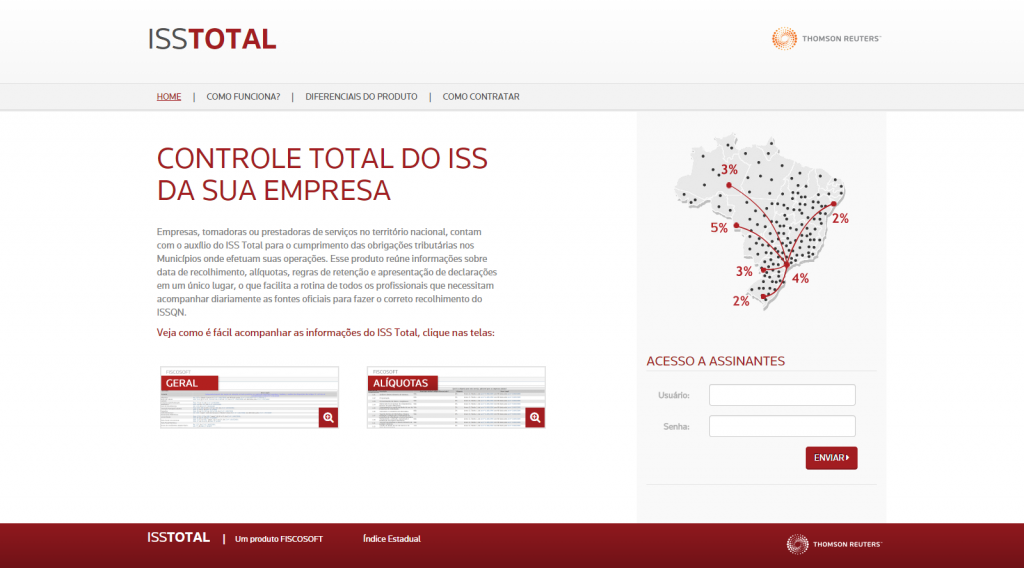 ISSTOTAL
THOMSON REUTERS™
HOME | COMO FUNCIONA? | DIFERENCIAIS DO PRODUTO | COMO CONTRATAR
CONTROLE TOTAL DO ISS
DA SUA EMPRESA
Empresas, tomadoras ou prestadoras de serviços no território nacional, contam
com o auxílio do ISS Total para o cumprimento das obrigações tributárias nos
Municípios onde efetuam suas operações. Esse produto reúne informações sobre
data de recolhimento, alíquotas, regras de retenção e apresentação de declarações
em um único lugar, o que facilita a rotina de todos os profissionais que necessitam
acompanhar diariamente as fontes oficiais para fazer o correto recolhimento do
ISSQN.
Veja como é fácil acompanhar as informações do ISS Total, clique nas telas:
FISCOSOFT
GERAL
FISCOSOFT
ALÍQUOTAS
3%
2%
5%
3%
4%
2%
ACESSO A ASSINANTES
Usuário:
Senha:
ENVIAR
ISSTOTAL | Um produto FISCOSOFT Índice Estadual
THOMSON REUTERS™